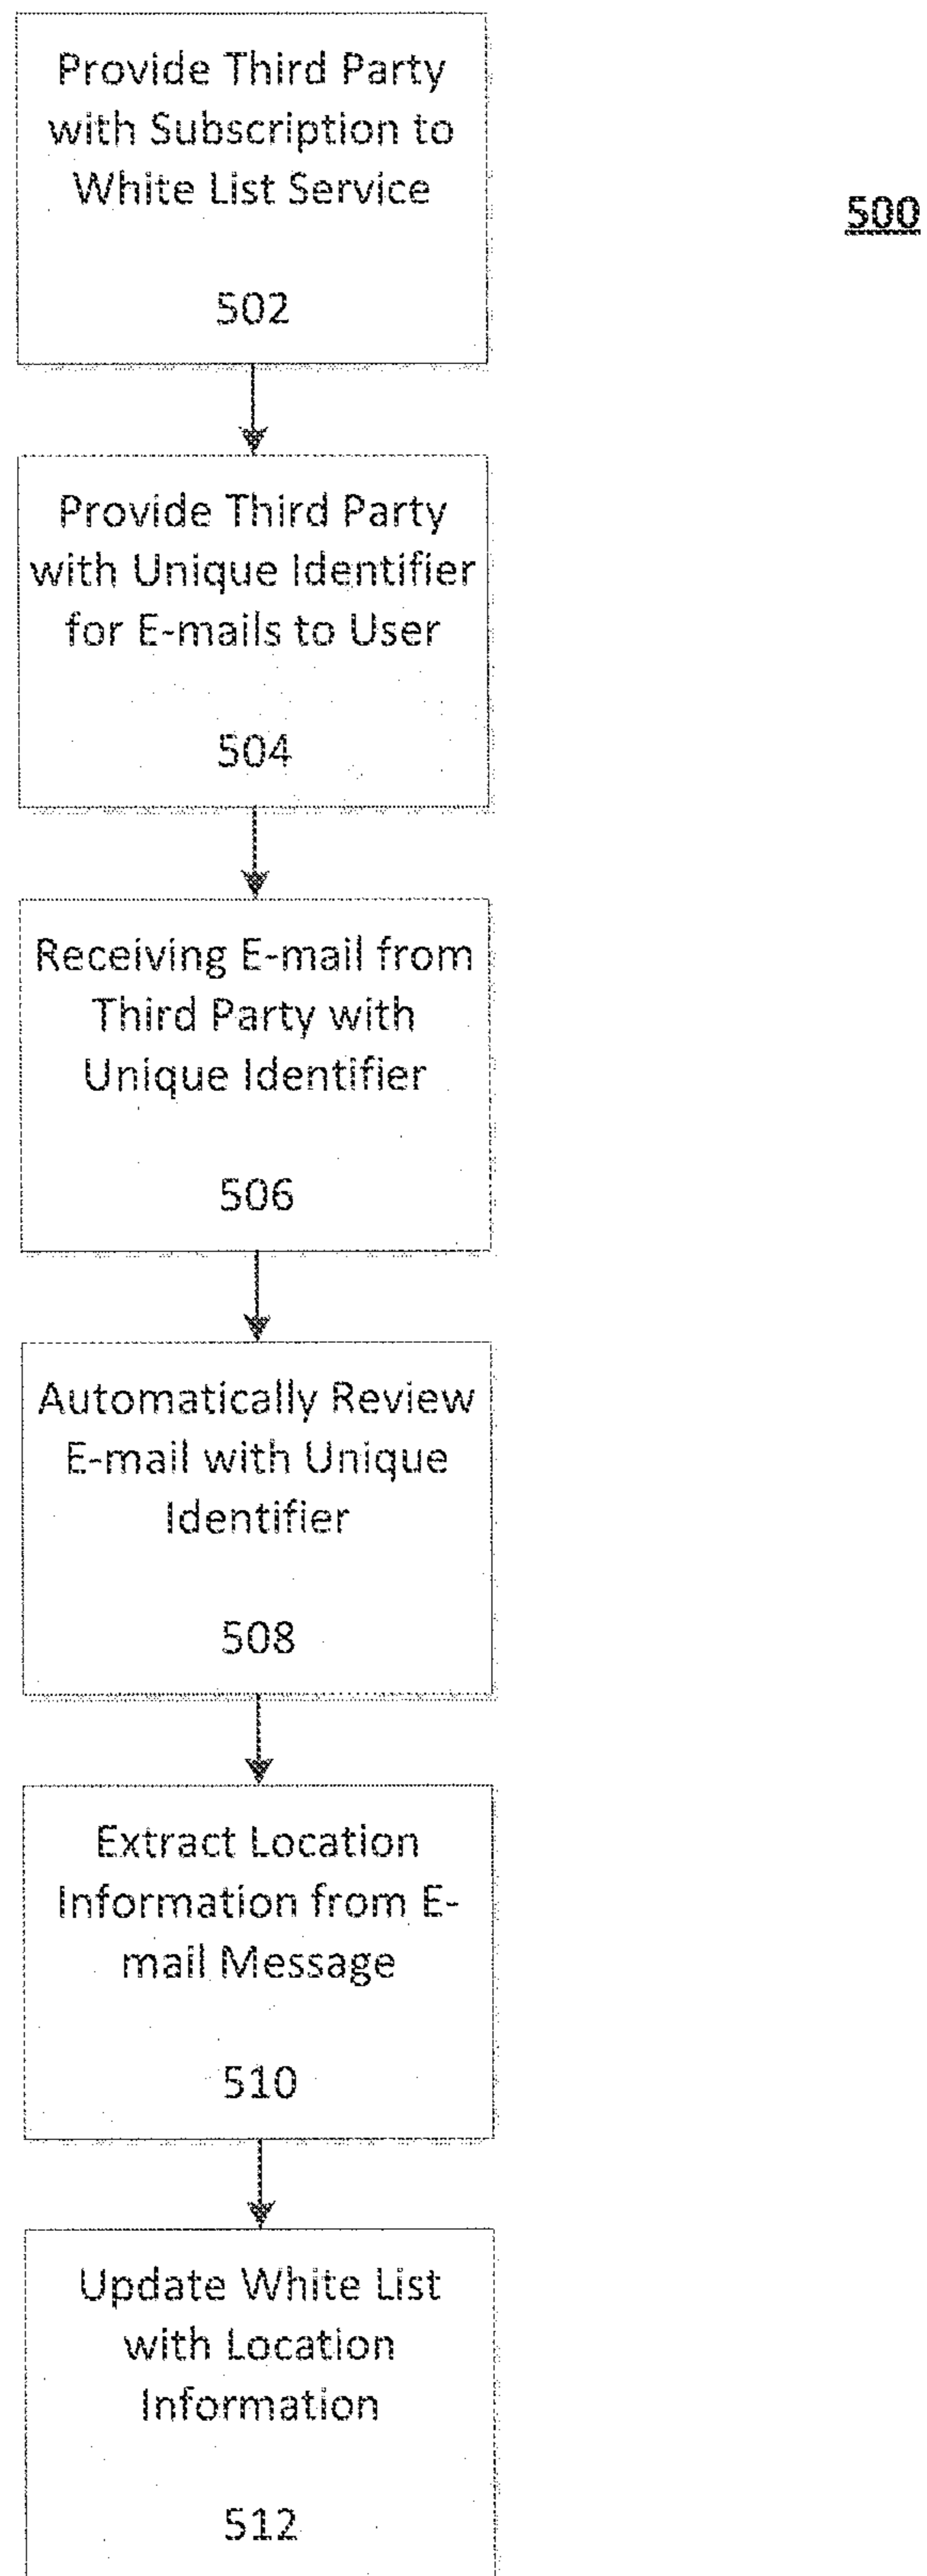 Provide Third Party
with Subscription to
White List Service
500
502
Provide Third Party
with Unique Identifier
for E-mails to User
504
Receiving E-mail from
Third Party with
Unique Identifier
506
Automatically Review
E-mail with Unique
Identifier
508
Extract Location
Information from E-
mail Message
510
Update White List
with Location
Information
512